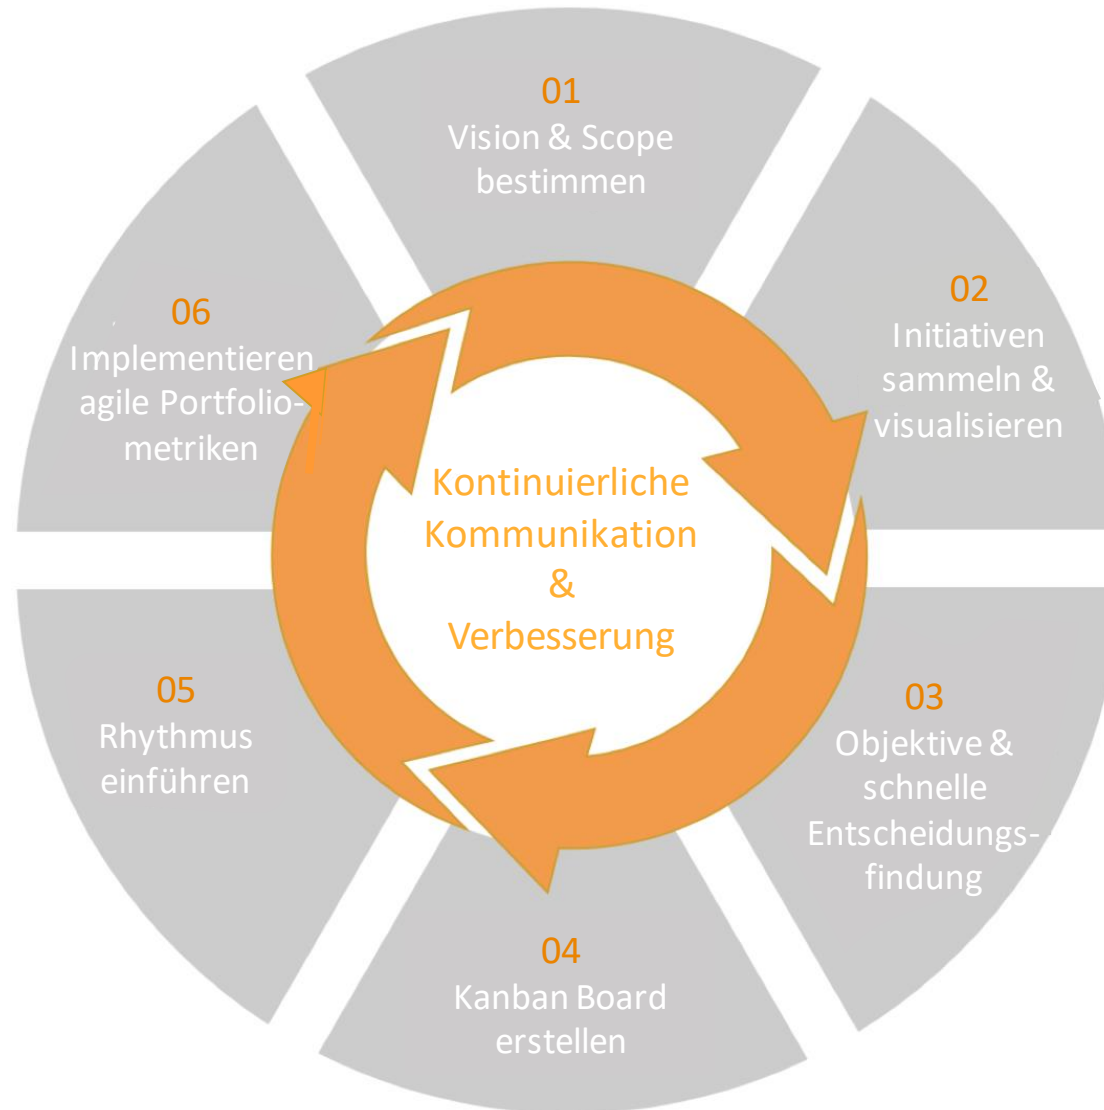 01
Vision & Scope
bestimmen
02
Initiativen
sammeln &
visualisieren
03
Objektive &
schnelle
Entscheidungs-
findung
04
Kanban Board
erstellen
05
Rhythmus
einführen
06
Implementieren
agile Portfolio-
metriken
Kontinuierliche
Kommunikation
&
Verbesserung